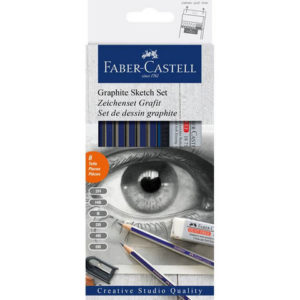 FABER-CASTELL
since 1761
Graphite Sketch Set
Zeichenset Grafit
Set de dessin graphite
8
Teile
Pieces
Pièces
Creative Studio Quality